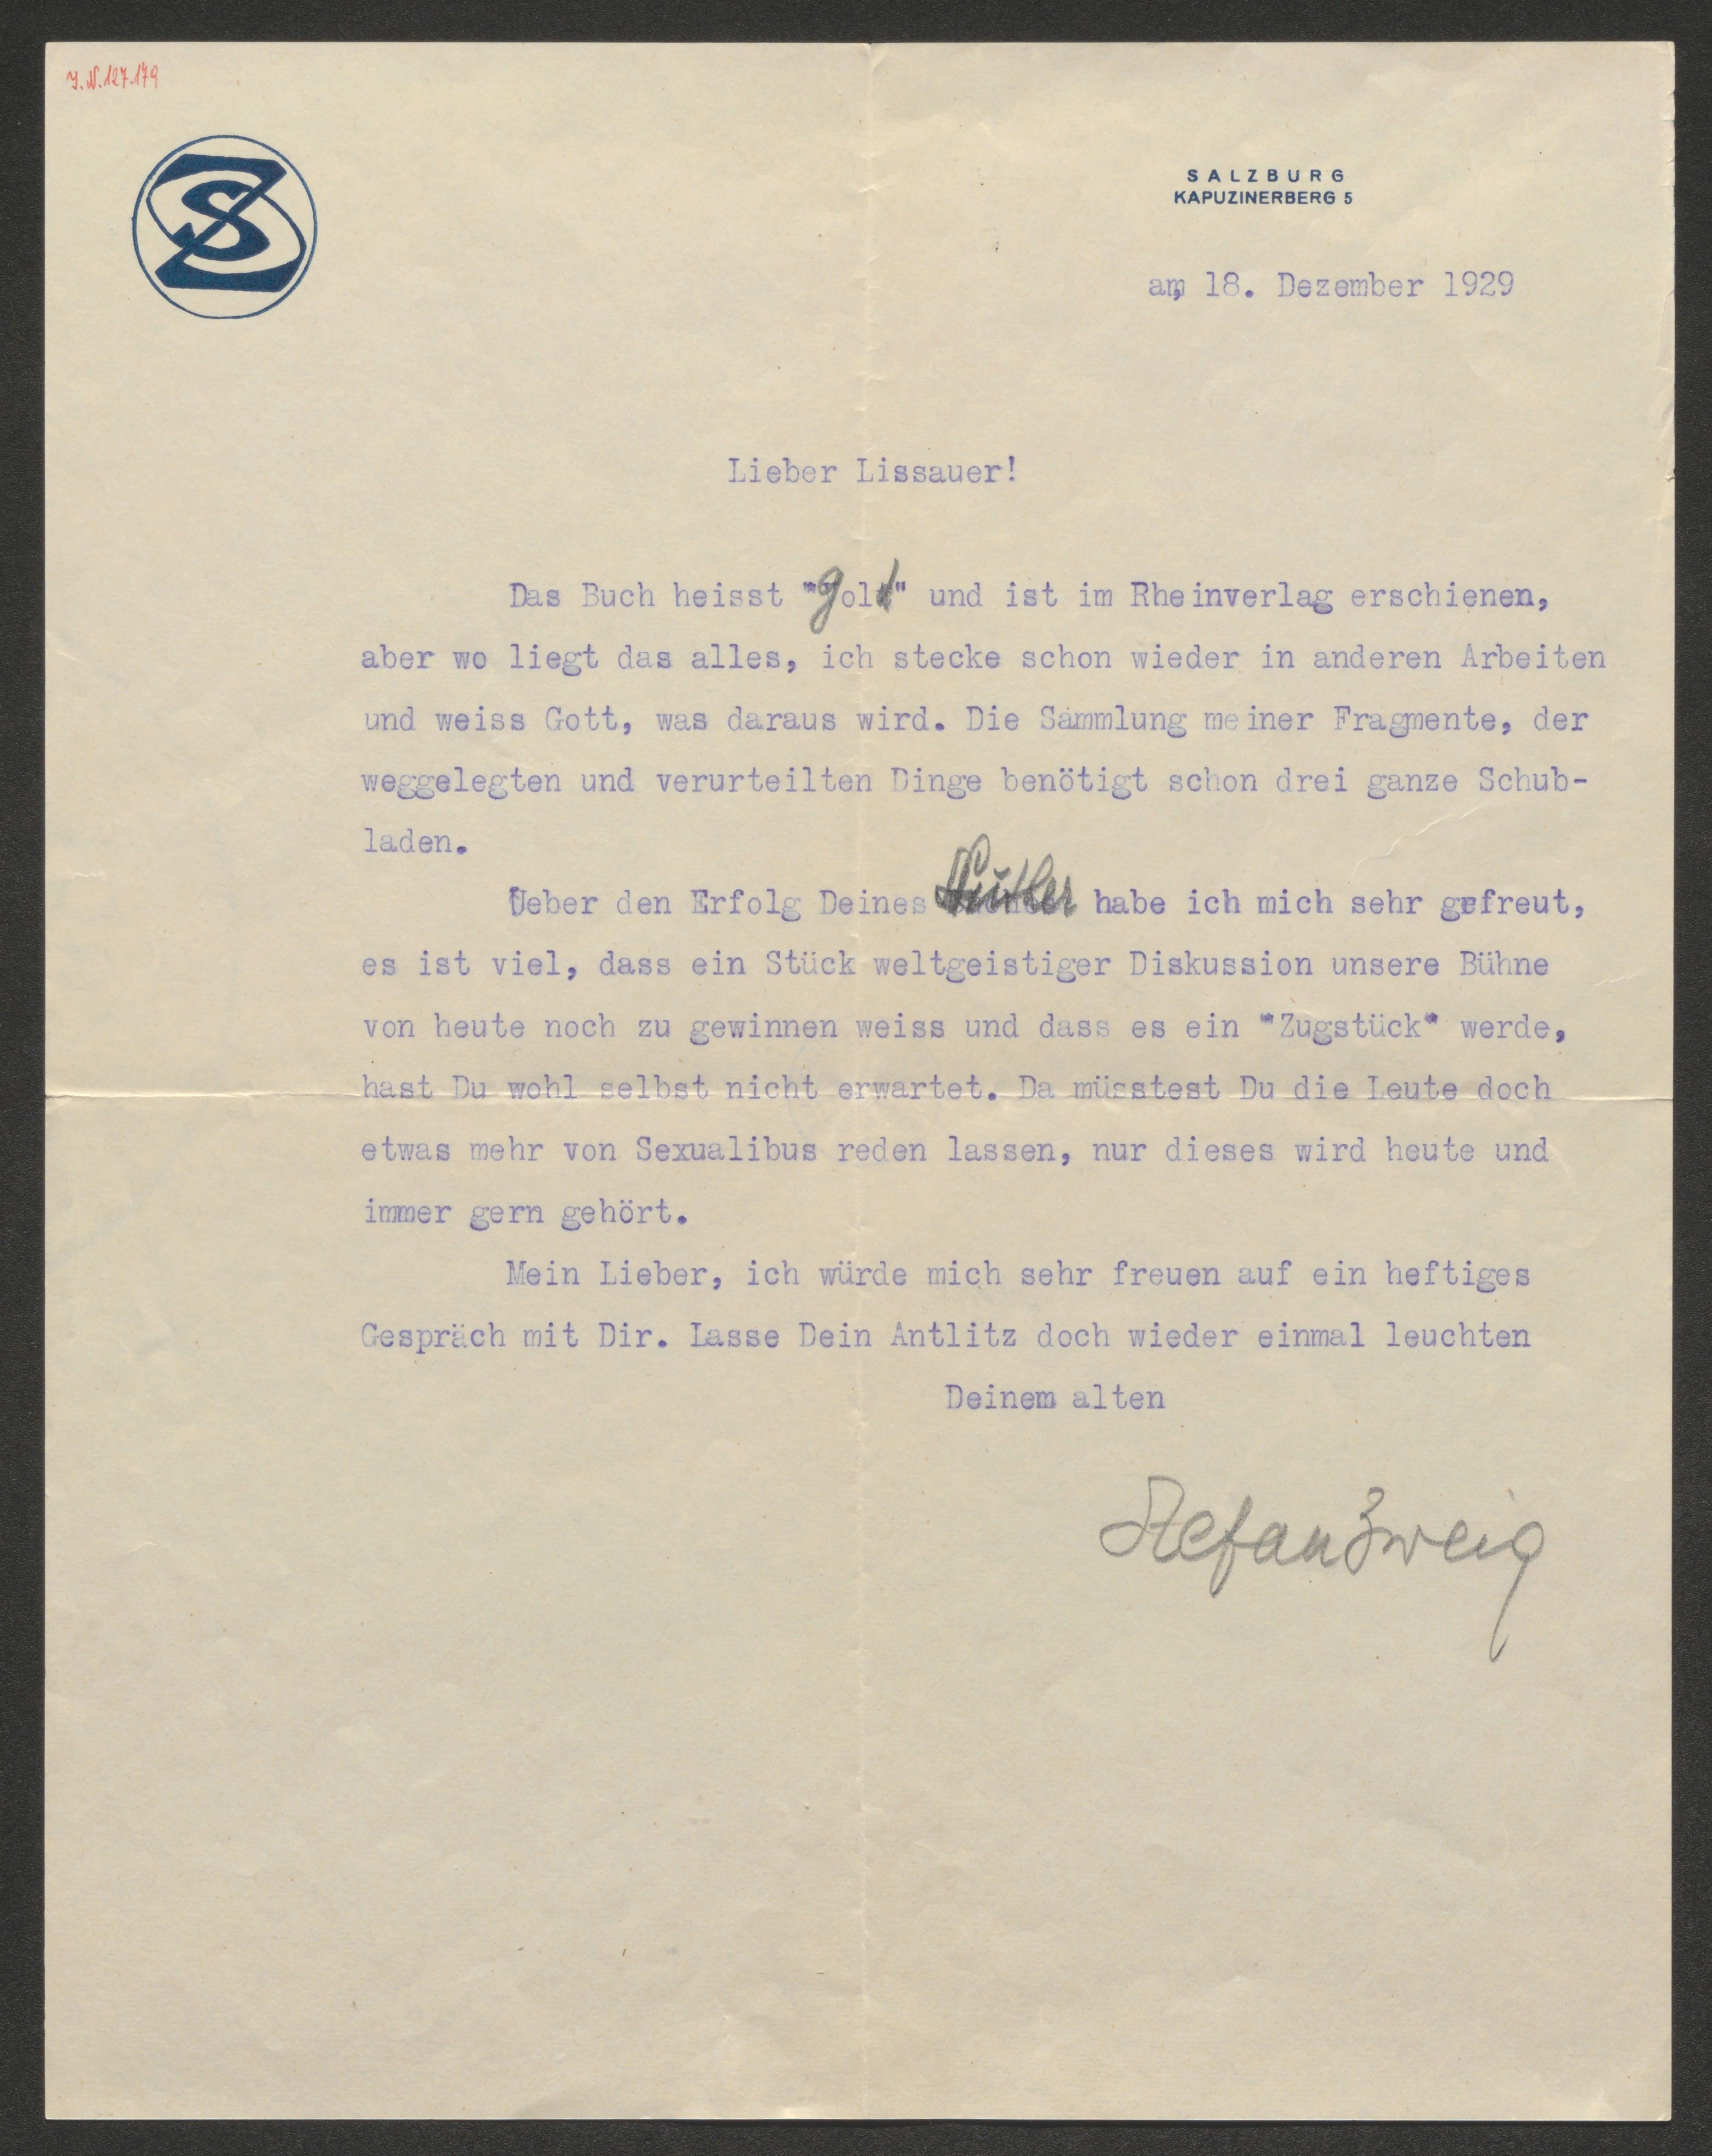 I.N. 127.179
SZ
SALZBURG
KAPUZINERBERG 5
am 18. Dezember 1929
Lieber Lissauer!
Das Buch heisst "Gold" und ist im Rheinverlag erschienen,
aber wo liegt das alles, ich stecke schon wieder in anderen Arbeiten
und weiss Gott, was daraus wird. Die Sammlung meiner Fragmente, der
weggelegten und verurteilten Dinge benötigt schon drei ganze Schub-
laden.
Ueber den Erfolg Deines Luther habe ich mich sehr gefreut,
es ist viel, dass ein Stück weltgeistiger Diskussion unsere Bühne
von heute noch zu gewinnen weiss und dass es ein "Zugstück" werde,
hast Du wohl selbst nicht erwartet. Da müsstest Du die Leute doch
etwas mehr von Sexualibus reden lassen, nur dieses wird heute und
immer gern gehört.
Mein Lieber, ich würde mich sehr freuen auf ein heftiges
Gespräch mit Dir. Lasse Dein Antlitz doch wieder einmal leuchten
Deinem alten
Stefan Zweig